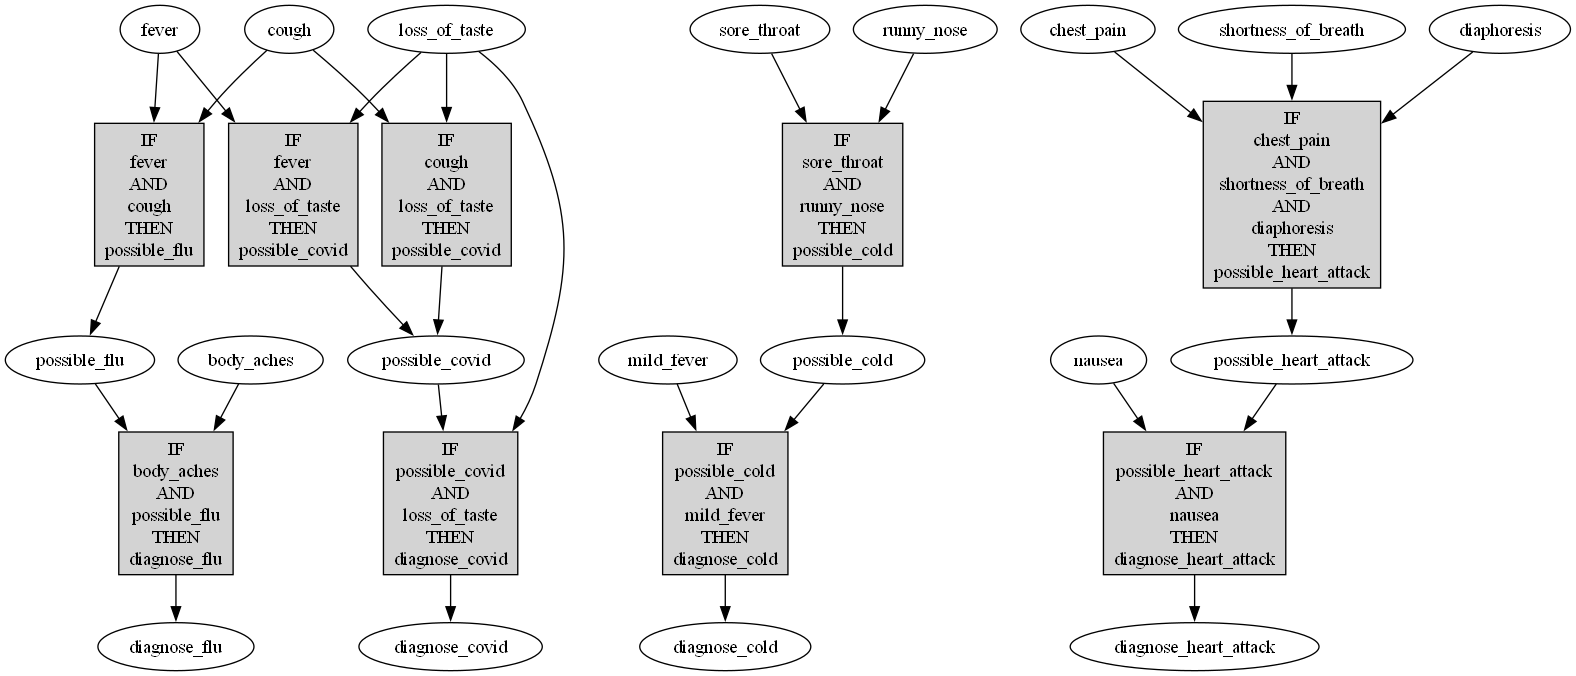 fever
cough
loss_of_taste
sore_throat
runny_nose
chest_pain
shortness_of_breath
diaphoresis
IF
fever
AND
cough
THEN
possible_flu
IF
fever
AND
loss_of_taste
THEN
possible_covid
IF
cough
AND
loss_of_taste
THEN
possible_covid
IF
sore_throat
AND
runny_nose
THEN
possible_cold
IF
chest_pain
AND
shortness_of_breath
AND
diaphoresis
THEN
possible_heart_attack
possible_flu
body_aches
possible_covid
mild_fever
possible_cold
nausea
possible_heart_attack
IF
body_aches
AND
possible_flu
THEN
diagnose_flu
IF
possible_covid
AND
loss_of_taste
THEN
diagnose_covid
IF
possible_cold
AND
mild_fever
THEN
diagnose_cold
IF
possible_heart_attack
AND
nausea
THEN
diagnose_heart_attack
diagnose_flu
diagnose_covid
diagnose_cold
diagnose_heart_attack